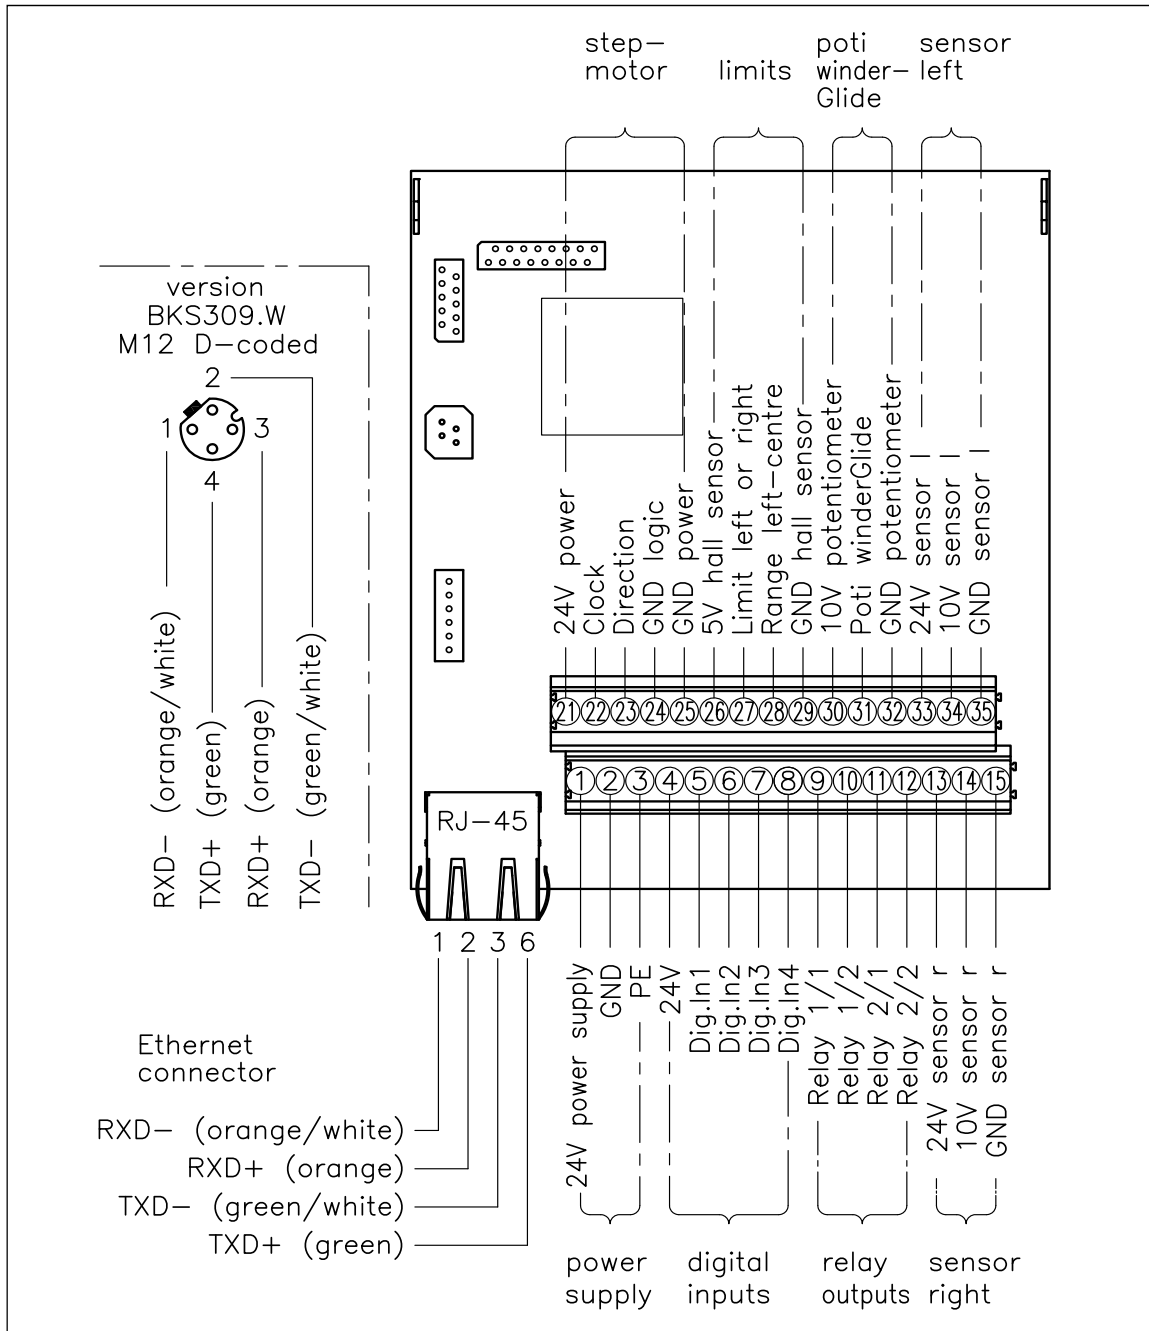 step-
motor
limits
poti
winder-
Glide
sensor
left
version
BKS309.W
M12 D-coded
2
1
3
4
RXD- (orange/white)
TXD+ (green)
RXD+ (orange)
TXD- (green/white)
24V power
Clock
Direction
GND logic
GND power
5V hall sensor
Limit left or right
Range left-centre
GND hall sensor
10V potentiometer
Poti winderGlide
GND potentiometer
24V sensor l
10V sensor l
GND sensor l
21 22 23 24 25 26 27 28 29 30 31 32 33 34 35
1 2 3 4 5 6 7 8 9 10 11 12 13 14 15
RJ-45
1 2 3 6
24V power supply
GND
PE
24V
Dig.In1
Dig.In2
Dig.In3
Dig.In4
Relay 1/1
Relay 1/2
Relay 2/1
Relay 2/2
24V sensor r
10V sensor r
GND sensor r
Ethernet
connector
RXD- (orange/white)
RXD+ (orange)
TXD- (green/white)
TXD+ (green)
power
supply
digital
inputs
relay
outputs
sensor
right